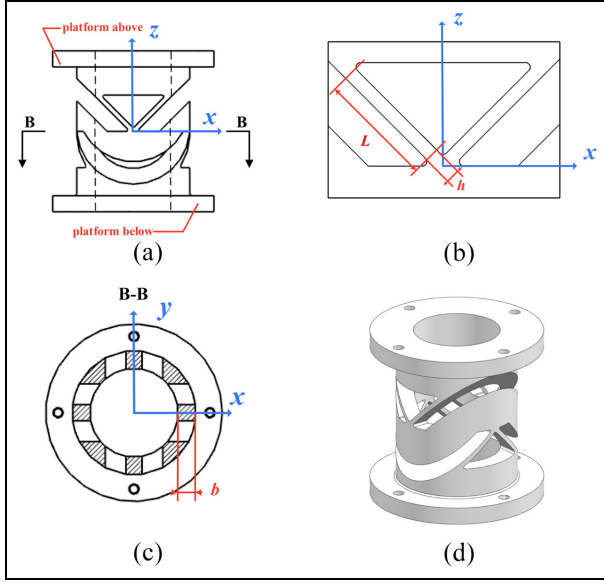 platform above
z
B
x
B
platform below
(a)
z
L
h
x
(b)
B-B
y
x
b
(c)
(d)